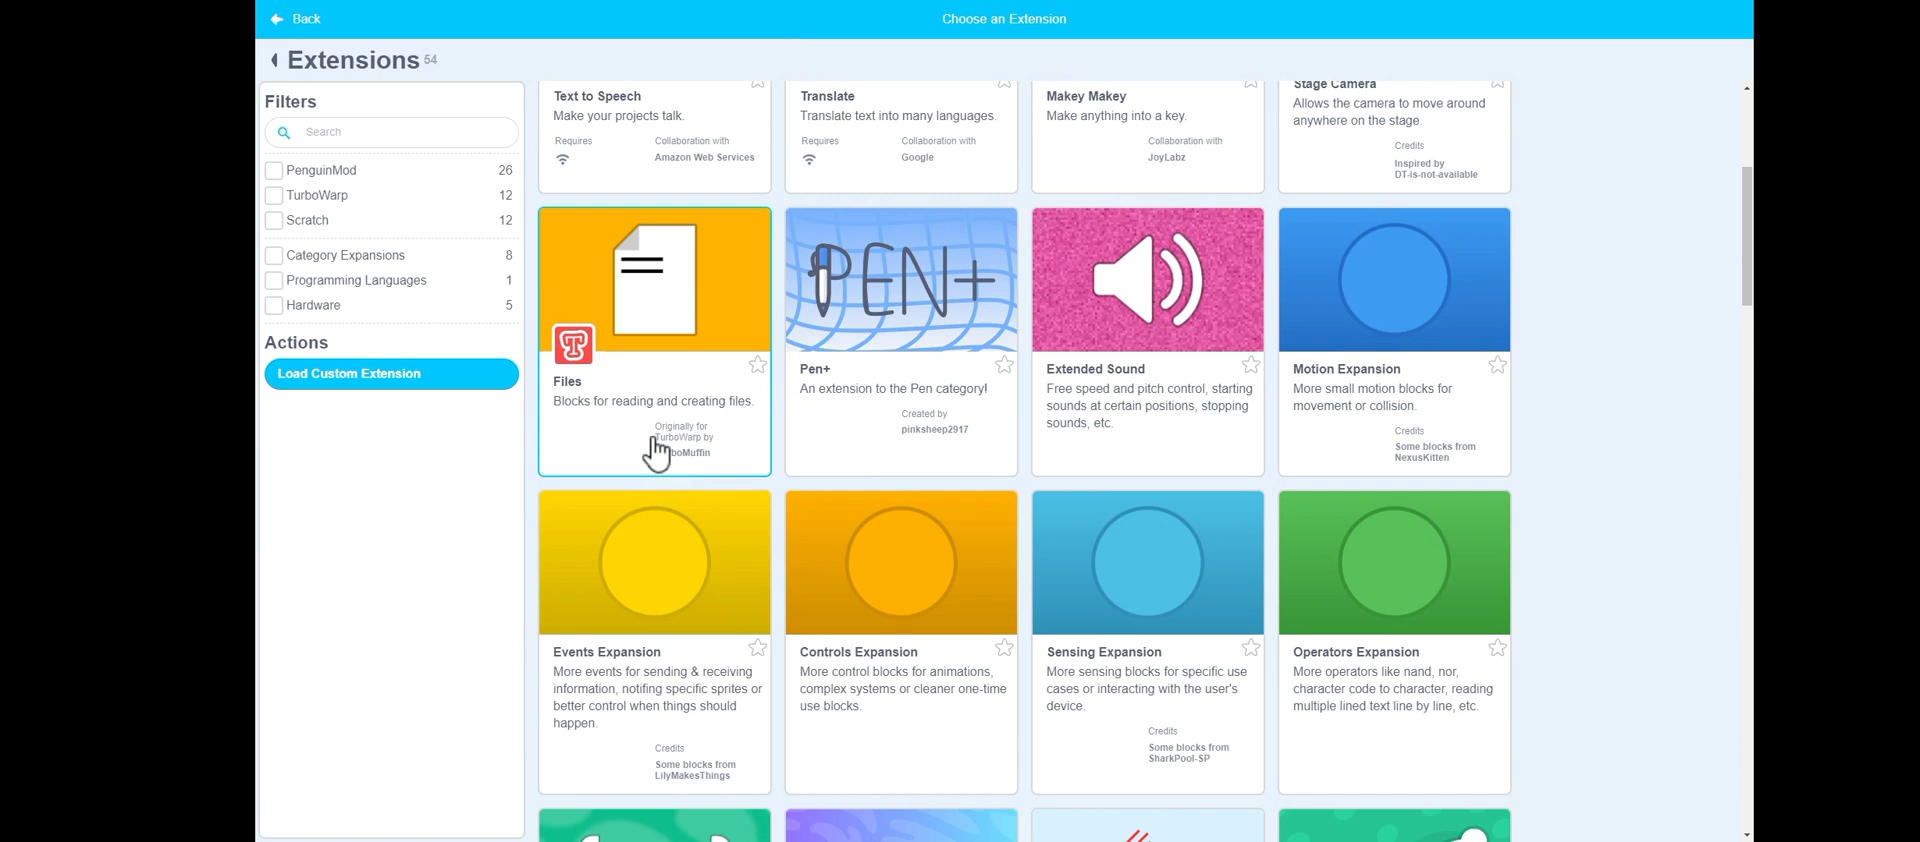 Back
Choose an Extension
Extensions 54
Filters
Search
PenguinMod 26
TurboWarp 12
Scratch 12
Category Expansions 8
Programming Languages 1
Hardware 5
Actions
Load Custom Extension
Text to Speech
Make your projects talk.
Requires
Collaboration with
Amazon Web Services
Translate
Translate text into many languages.
Requires
Collaboration with
Google
Makey Makey
Make anything into a key.
Collaboration with
JoyLabz
Stage Camera
Allows the camera to move around
anywhere on the stage.
Credits
Inspired by
DT-is-not-available
Files
Blocks for reading and creating files.
Originally for
TurboWarp by
boMuffin
PEN+
Pen+
An extension to the Pen category!
Created by
pinksheep2917
Extended Sound
Free speed and pitch control, starting
sounds at certain positions, stopping
sounds, etc.
Motion Expansion
More small motion blocks for
movement or collision.
Credits
Some blocks from
NexusKitten
Events Expansion
More events for sending & receiving
information, notifing specific sprites or
better control when things should
happen.
Credits
Some blocks from
LilyMakesThings
Controls Expansion
More control blocks for animations,
complex systems or cleaner one-time
use blocks.
Sensing Expansion
More sensing blocks for specific use
cases or interacting with the user's
device.
Credits
Some blocks from
SharkPool-SP
Operators Expansion
More operators like nand, nor,
character code to character, reading
multiple lined text line by line, etc.